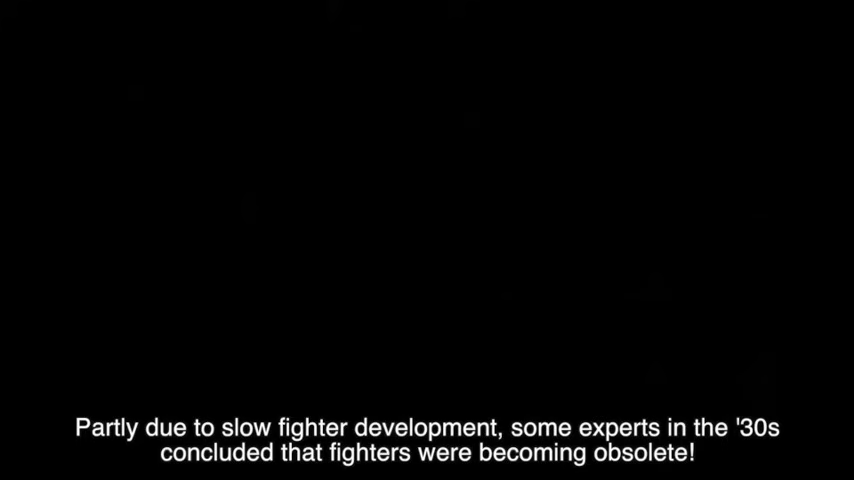 Partly due to slow fighter development, some experts in the '30s
concluded that fighters were becoming obsolete!